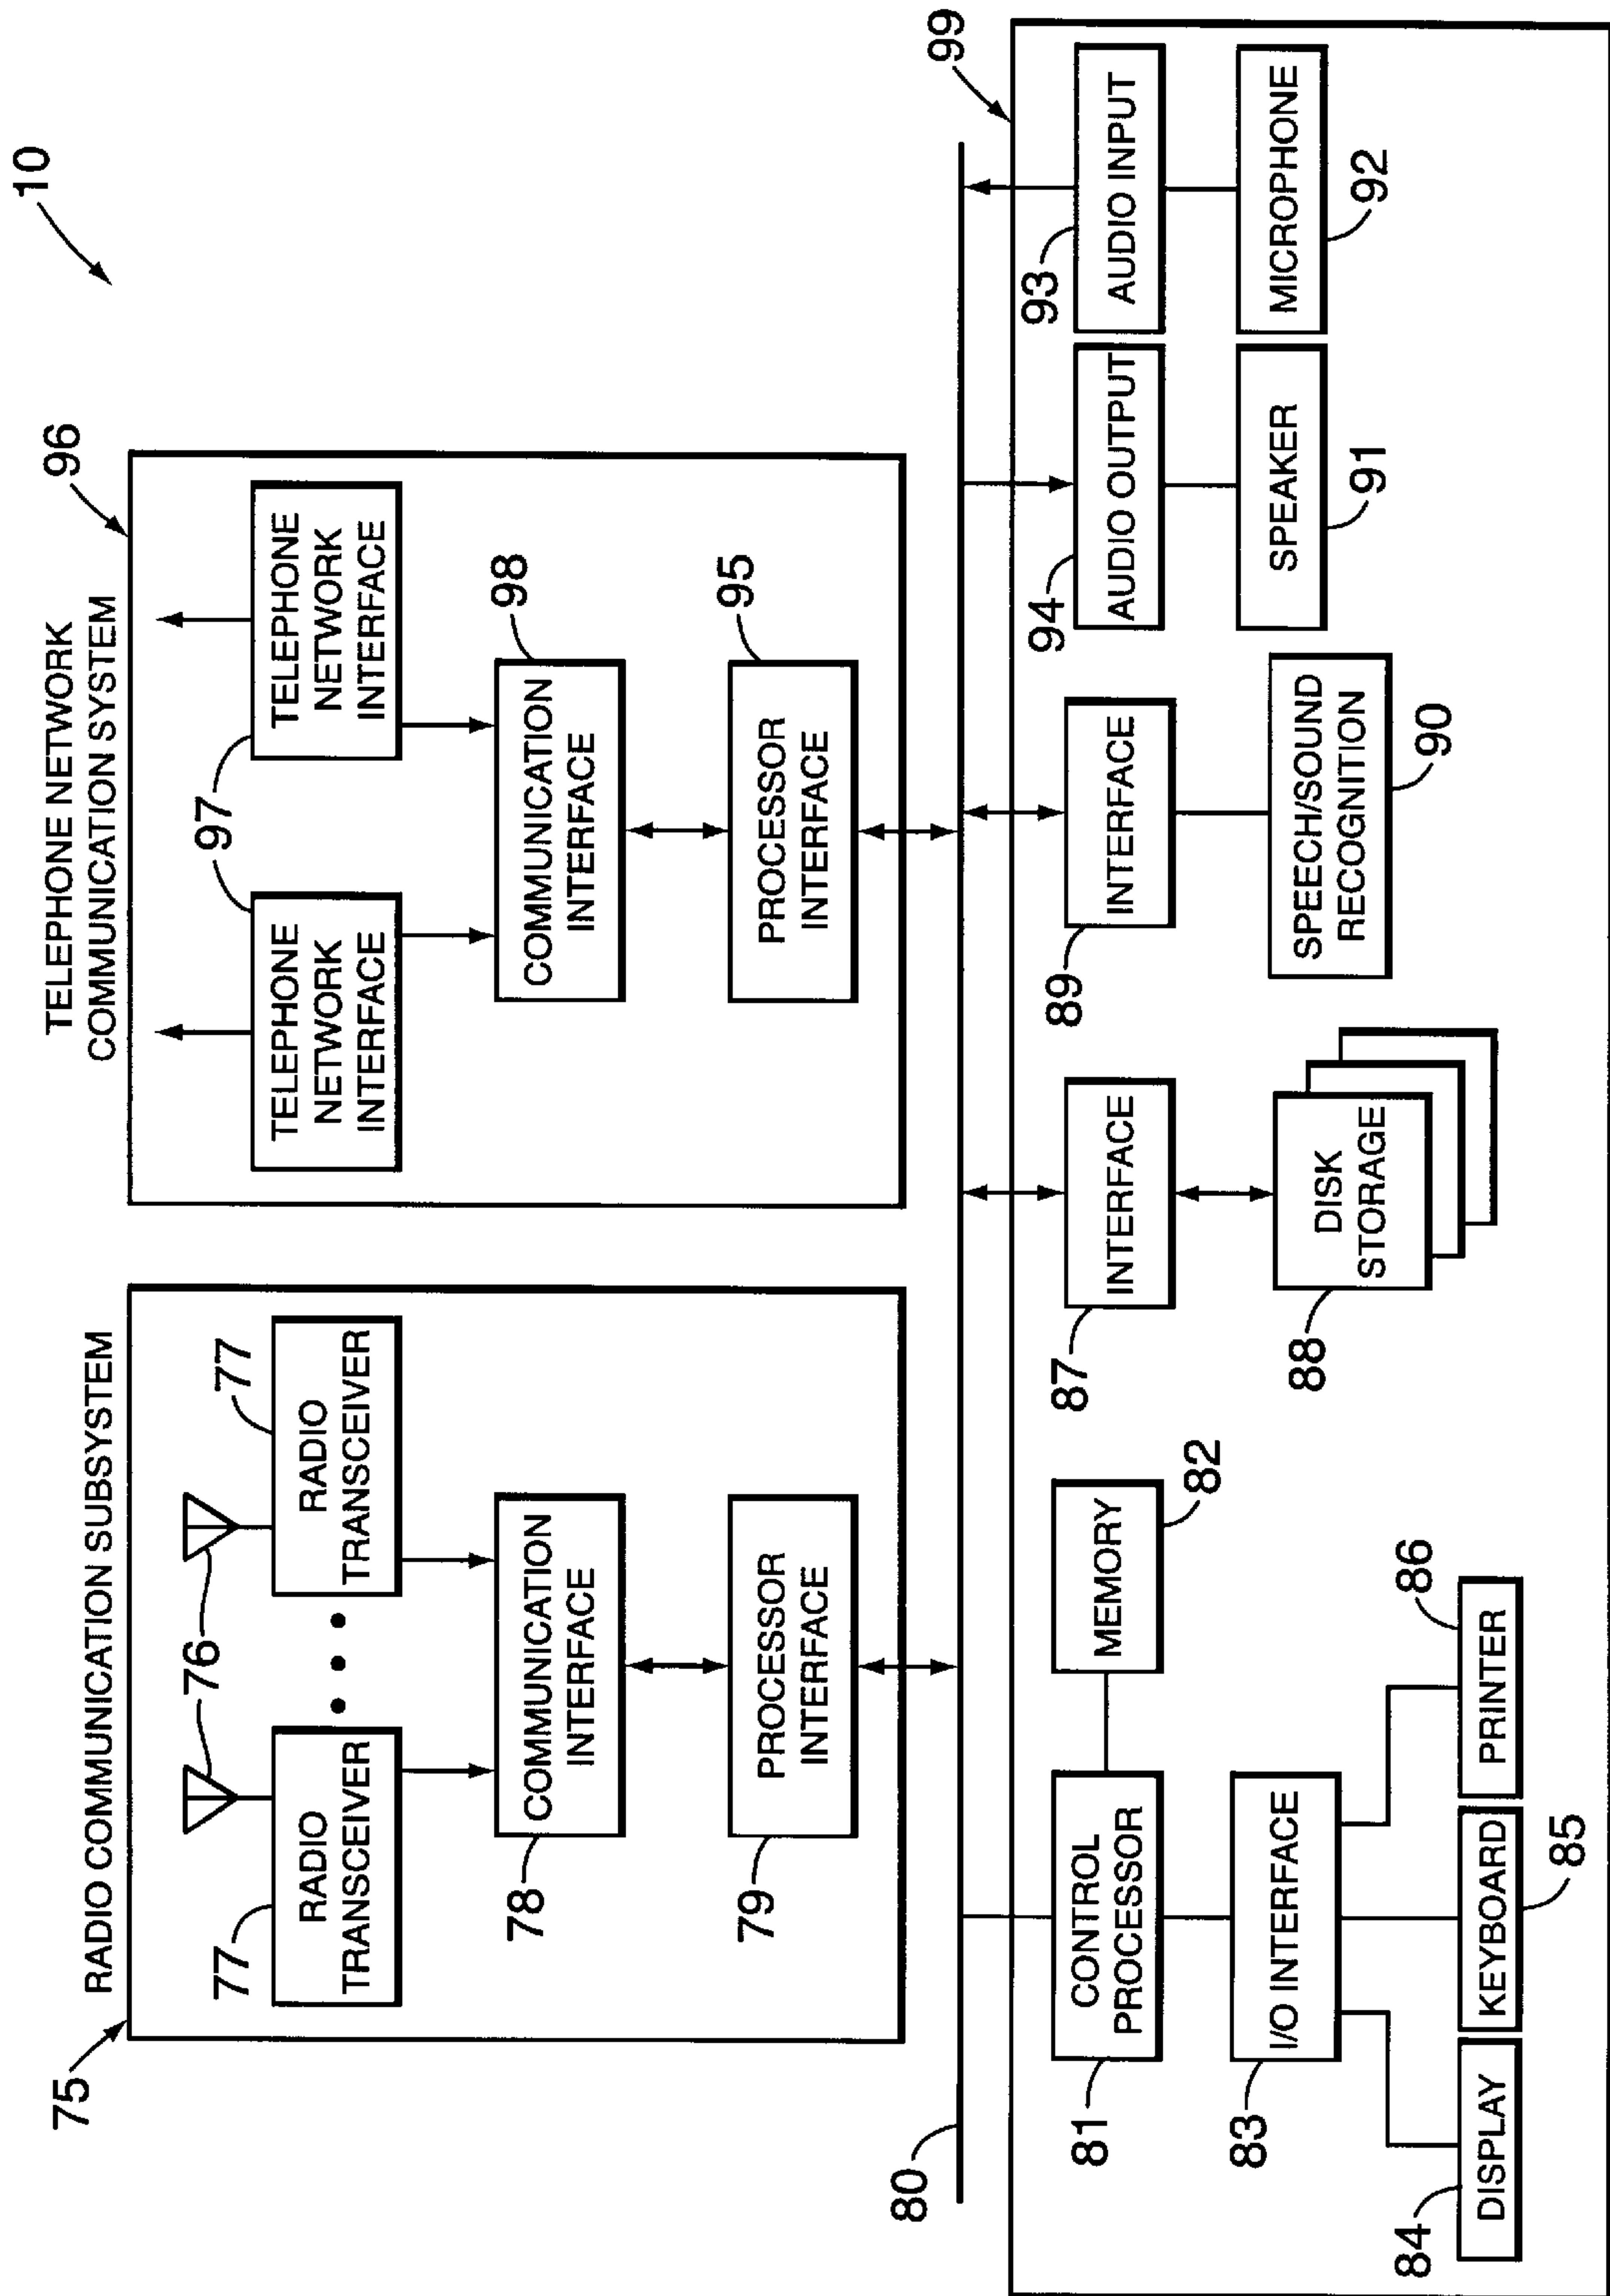 10
RADIO COMMUNICATION SUBSYSTEM
75
76
77
RADIO
TRANSCEIVER
77
RADIO
TRANSCEIVER
78
COMMUNICATION
INTERFACE
79
PROCESSOR
INTERFACE
TELEPHONE NETWORK
COMMUNICATION SYSTEM
96
97
TELEPHONE
NETWORK
INTERFACE
TELEPHONE
NETWORK
INTERFACE
98
COMMUNICATION
INTERFACE
95
PROCESSOR
INTERFACE
80
99
81
CONTROL
PROCESSOR
MEMORY
82
83
I/O INTERFACE
84
DISPLAY
KEYBOARD
85
PRINTER
86
87
INTERFACE
88
DISK
STORAGE
89
INTERFACE
SPEECH/SOUND
RECOGNITION
90
94
AUDIO OUTPUT
SPEAKER
91
93
AUDIO INPUT
MICROPHONE
92